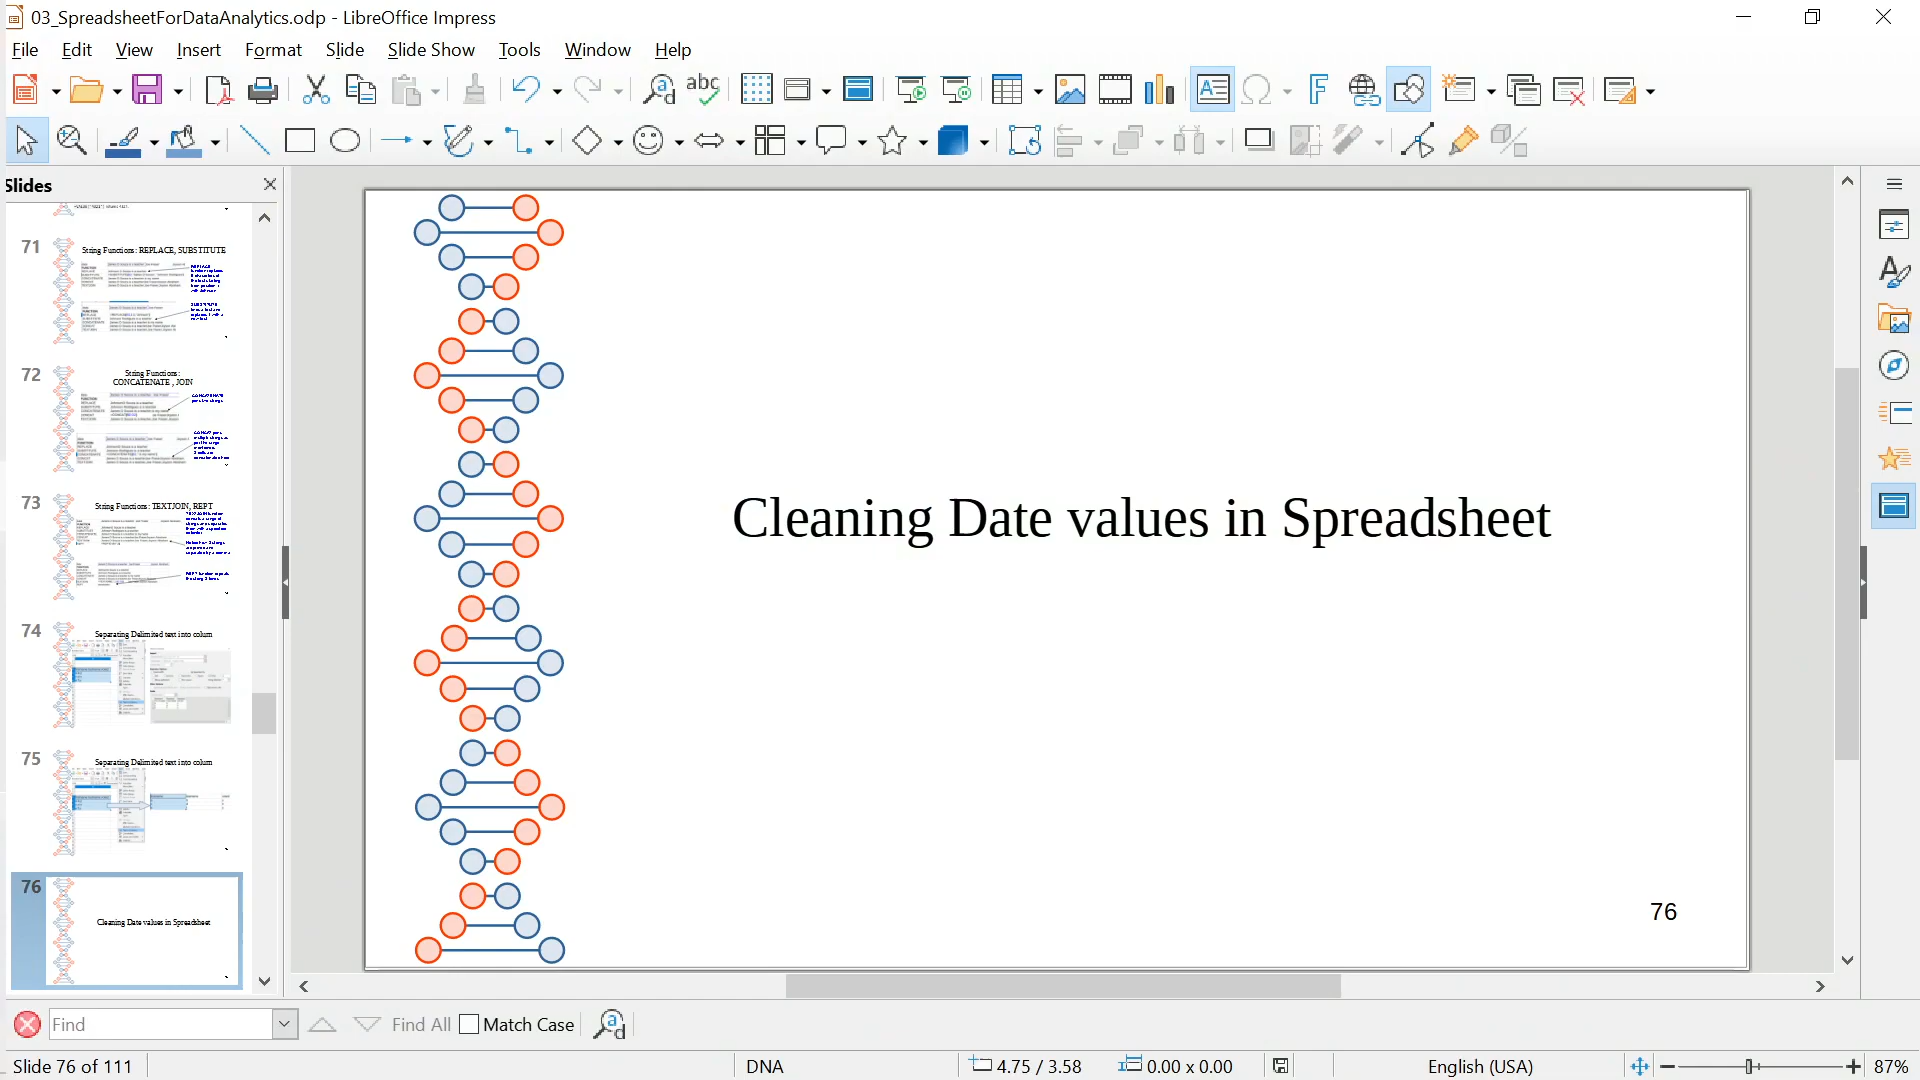 03_SpreadsheetForDataAnalytics.odp - LibreOffice Impress
File Edit View Insert Format Slide Slide Show Tools Window Help
Slides
71
String Functions: REPLACE, SUBSTITUTE
72
String Functions:
CONCATENATE , JOIN
73
String Functions: TEXTJOIN, REPT
74
Separating Delimited text into colum
75
Separating Delimited text into colum
76
Cleaning Date values in Spreadsheet
Cleaning Date values in Spreadsheet
76
Find Find All Match Case
Slide 76 of 111 DNA 4.75 / 3.58 0.00 x 0.00 English (USA) 87%